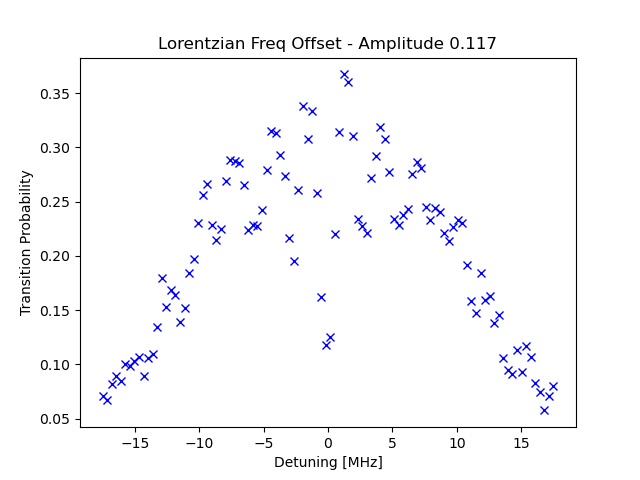 Lorentzian Freq Offset - Amplitude 0.117
Transition Probability
0.35
0.30
0.25
0.20
0.15
0.10
0.05
−15 −10 −5 0 5 10 15
Detuning [MHz]